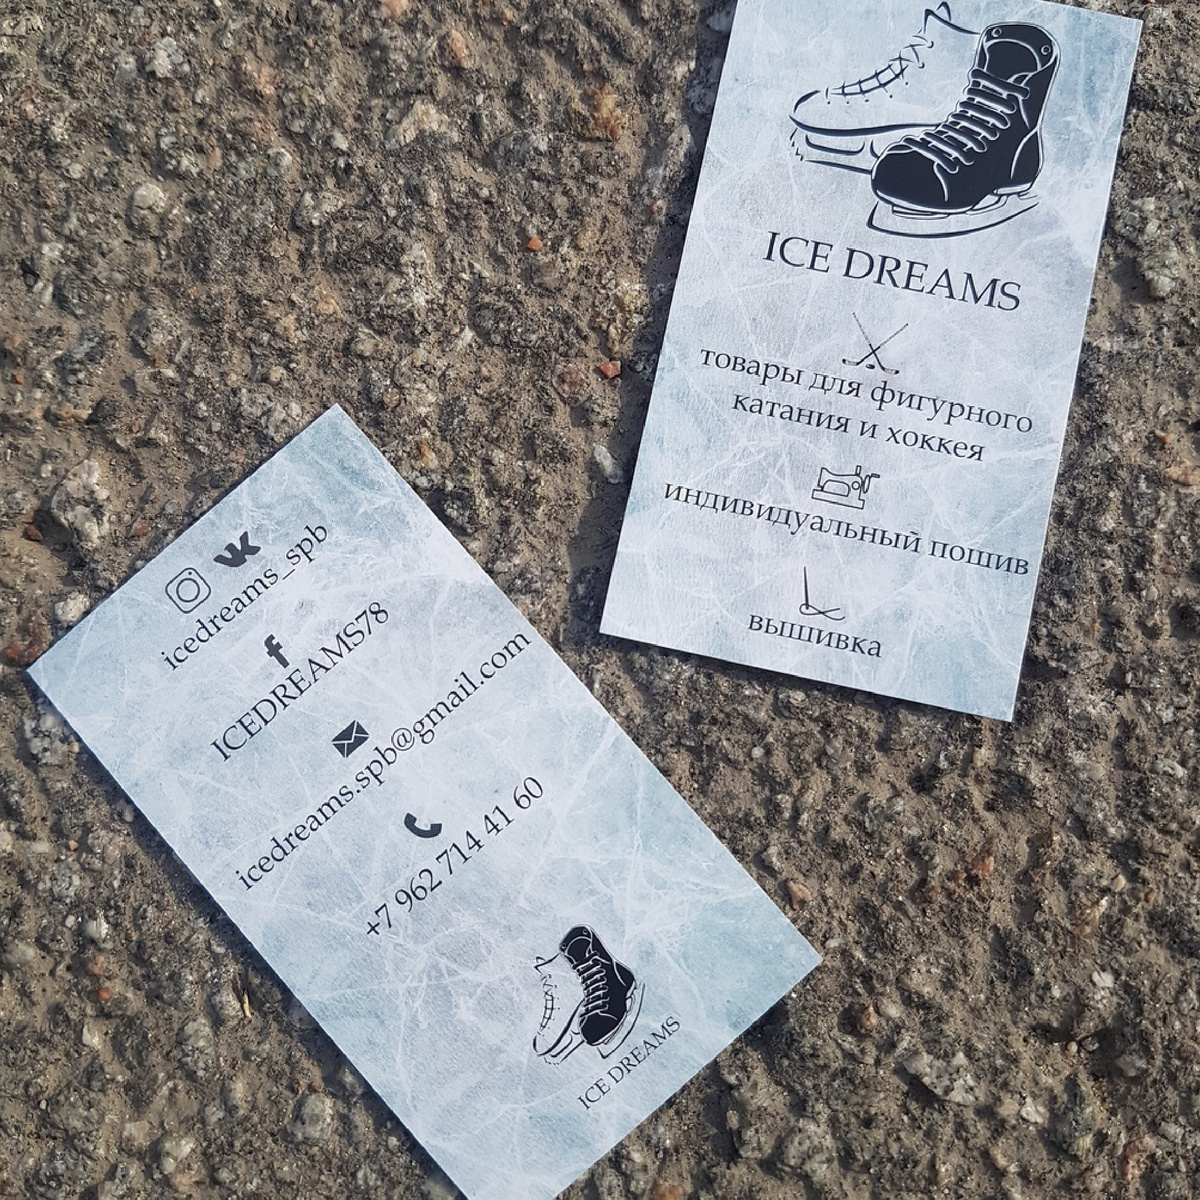 ICE DREAMS
товары для фигурного
катания и хоккея
индивидуальный пошив
вышивка
icedreams_spb
ICEDREAMS78
icedreams.spb@gmail.com
+7 962 714 41 60
ICE DREAMS